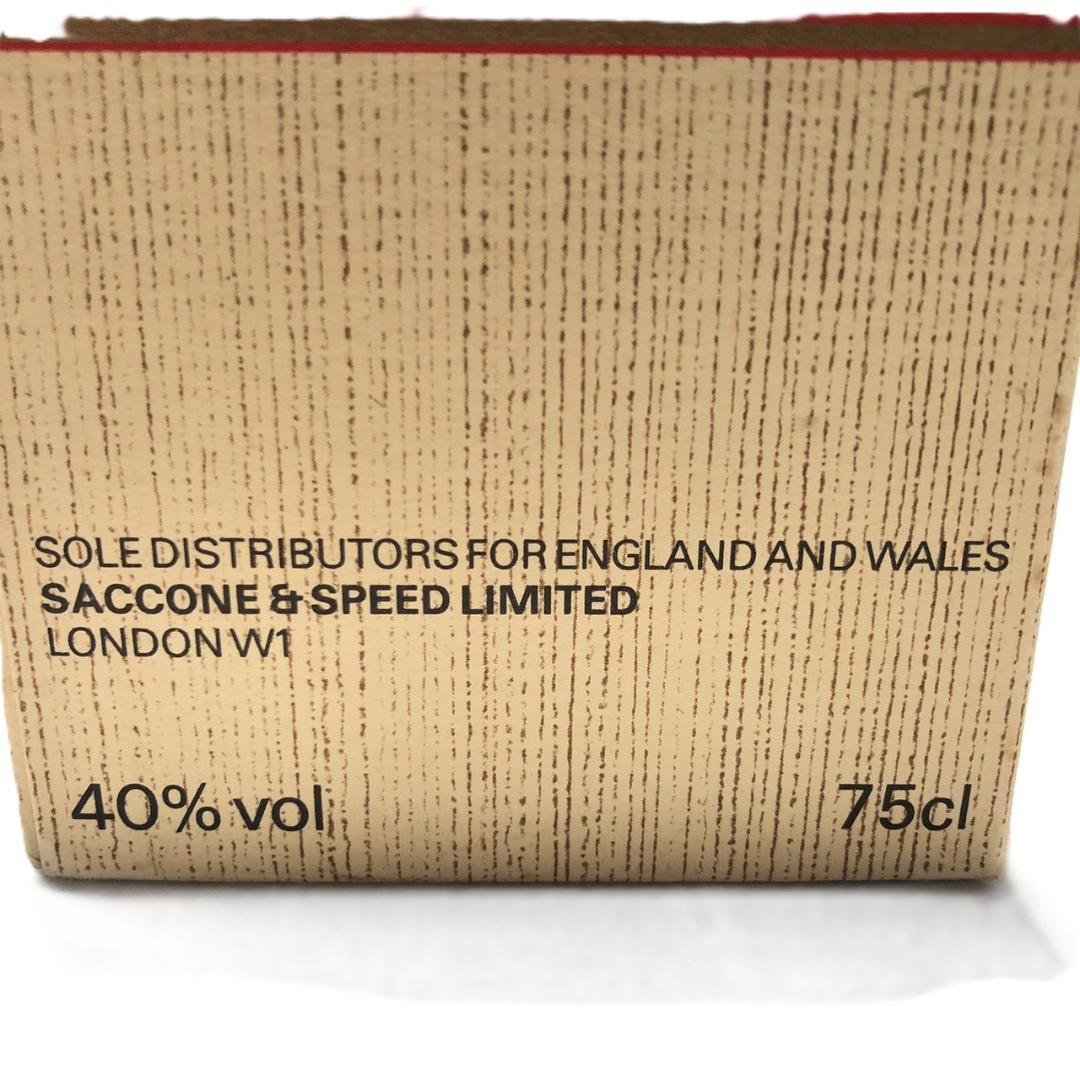 SOLE DISTRIBUTORS FOR ENGLAND AND WALES
SACCONE & SPEED LIMITED
LONDON W1
40% vol 75cl